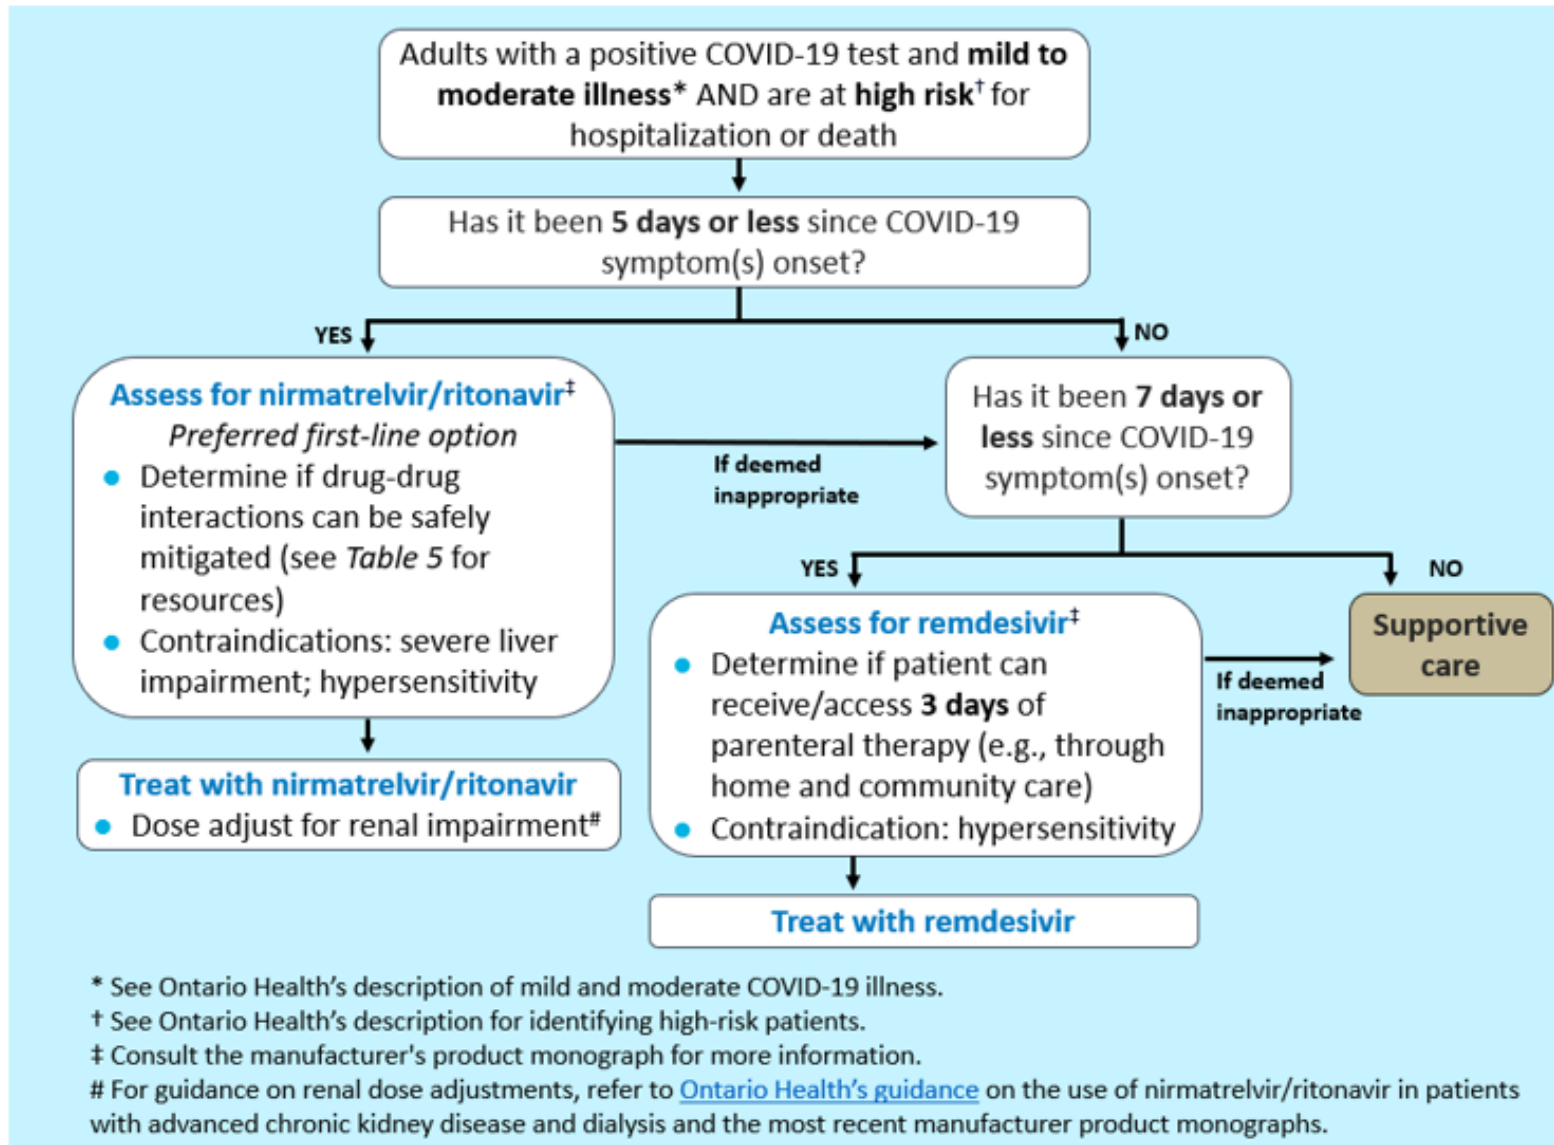 Adults with a positive COVID-19 test and mild to
moderate illness* AND are at high risk† for
hospitalization or death
Has it been 5 days or less since COVID-19
symptom(s) onset?
YES
NO
Assess for nirmatrelvir/ritonavir‡
Preferred first-line option
● Determine if drug-drug
interactions can be safely
mitigated (see Table 5 for
resources)
● Contraindications: severe liver
impairment; hypersensitivity
If deemed
inappropriate
Has it been 7 days or
less since COVID-19
symptom(s) onset?
Treat with nirmatrelvir/ritonavir
● Dose adjust for renal impairment#
YES
NO
Assess for remdesivir‡
● Determine if patient can
receive/access 3 days of
parenteral therapy (e.g., through
home and community care)
● Contraindication: hypersensitivity
If deemed
inappropriate
Supportive
care
Treat with remdesivir
* See Ontario Health’s description of mild and moderate COVID-19 illness.
† See Ontario Health’s description for identifying high-risk patients.
‡ Consult the manufacturer's product monograph for more information.
# For guidance on renal dose adjustments, refer to Ontario Health’s guidance on the use of nirmatrelvir/ritonavir in patients
with advanced chronic kidney disease and dialysis and the most recent manufacturer product monographs.